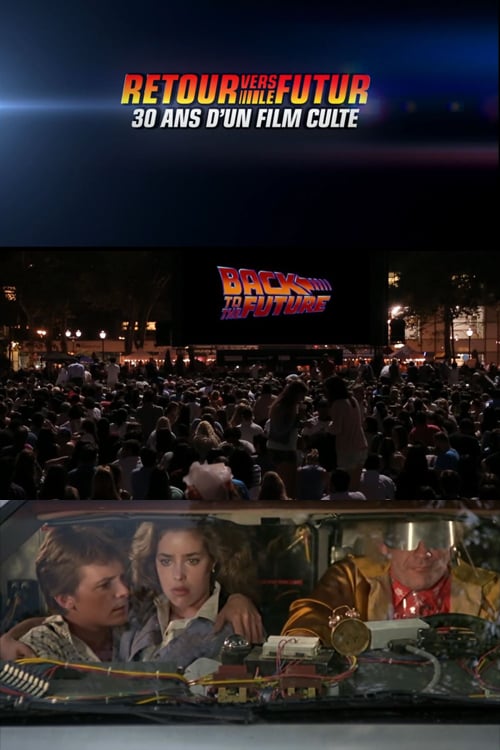 RETOUR VERS LE FUTUR
30 ANS D'UN FILM CULTE
BACK
TO THE FUTURE